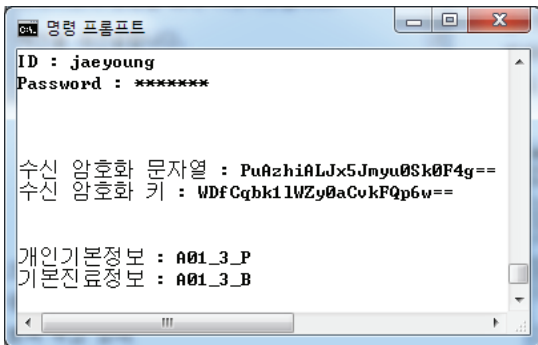 명령 프롬프트
ID : jaeyoung
Password : *******
수신 암호화 문자열 : PuAzhiALJx5Jmyu0Sk0F4g==
수신 암호화 키 : WDfCqbk1lWZy0aCvkFQp6w==
개인기본정보 : A01_3_P
기본진료정보 : A01_3_B